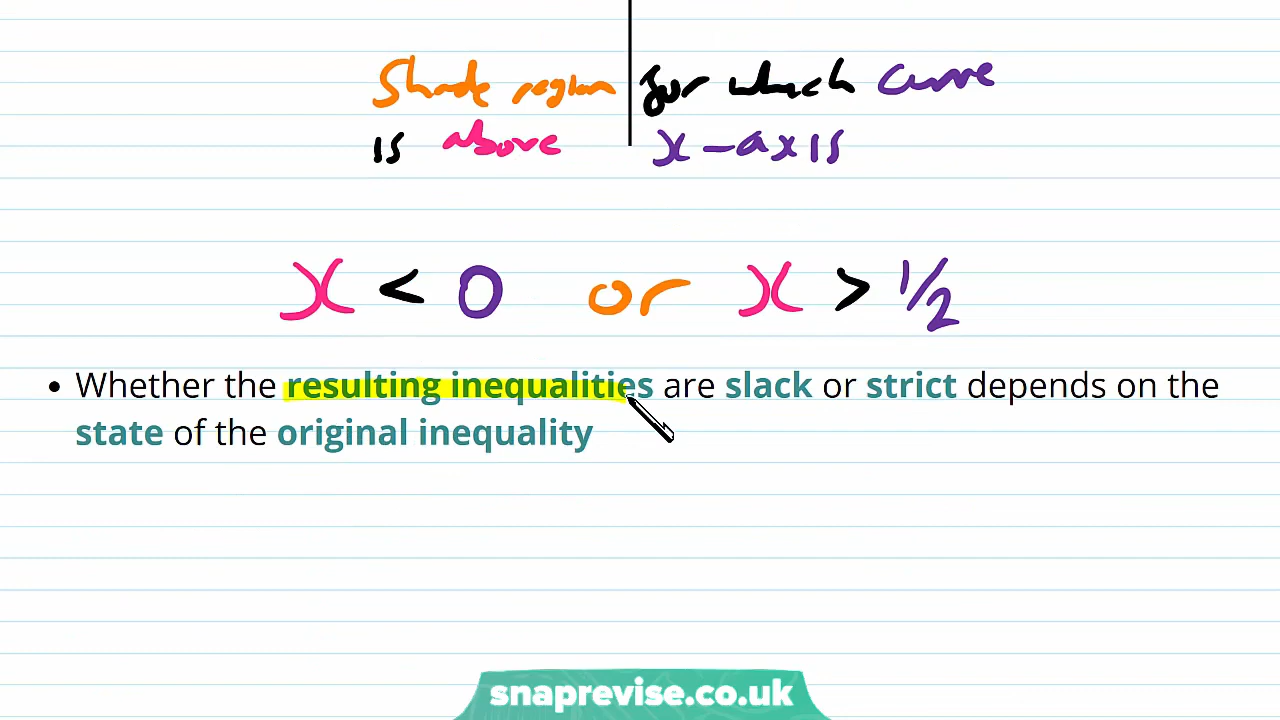 Shade region for which curve
is above x-axis
x < 0 or x > 1/2
• Whether the resulting inequalities are slack or strict depends on the
state of the original inequality
snaprevise.co.uk